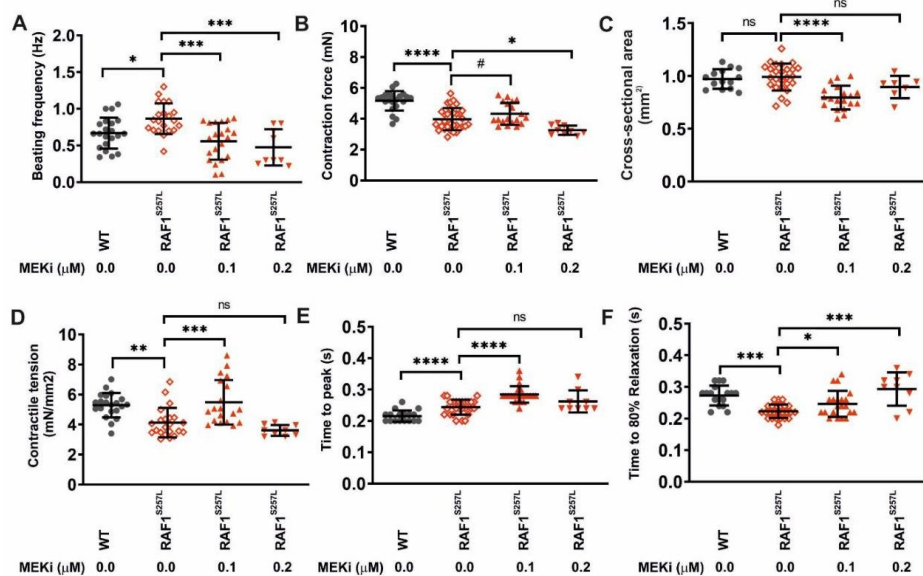 A
Beating frequency (Hz)
2.0
1.5
1.0
0.5
0.0
*
***
***
WT
RAF1S257L
RAF1S257L
RAF1S257L
MEKi (μM) 0.0 0.0 0.1 0.2
B
Contraction force (mN)
10
8
6
4
2
0
****
#
*
WT
RAF1S257L
RAF1S257L
RAF1S257L
MEKi (μM) 0.0 0.0 0.1 0.2
C
Cross-sectional area
(mm²)
1.5
1.0
0.5
ns
****
ns
WT
RAF1S257L
RAF1S257L
RAF1S257L
MEKi (μM) 0.0 0.0 0.1 0.2
D
Contractile tension
(mN/mm2)
10
8
6
4
2
0
**
***
ns
WT
RAF1S257L
RAF1S257L
RAF1S257L
MEKi (μM) 0.0 0.0 0.1 0.2
E
Time to peak (s)
0.5
0.4
0.3
0.2
0.1
0.0
****
****
ns
WT
RAF1S257L
RAF1S257L
RAF1S257L
MEKi (μM) 0.0 0.0 0.1 0.2
F
Time to 80% Relaxation (s)
0.5
0.4
0.3
0.2
0.1
0.0
***
*
***
WT
RAF1S257L
RAF1S257L
RAF1S257L
MEKi (μM) 0.0 0.0 0.1 0.2